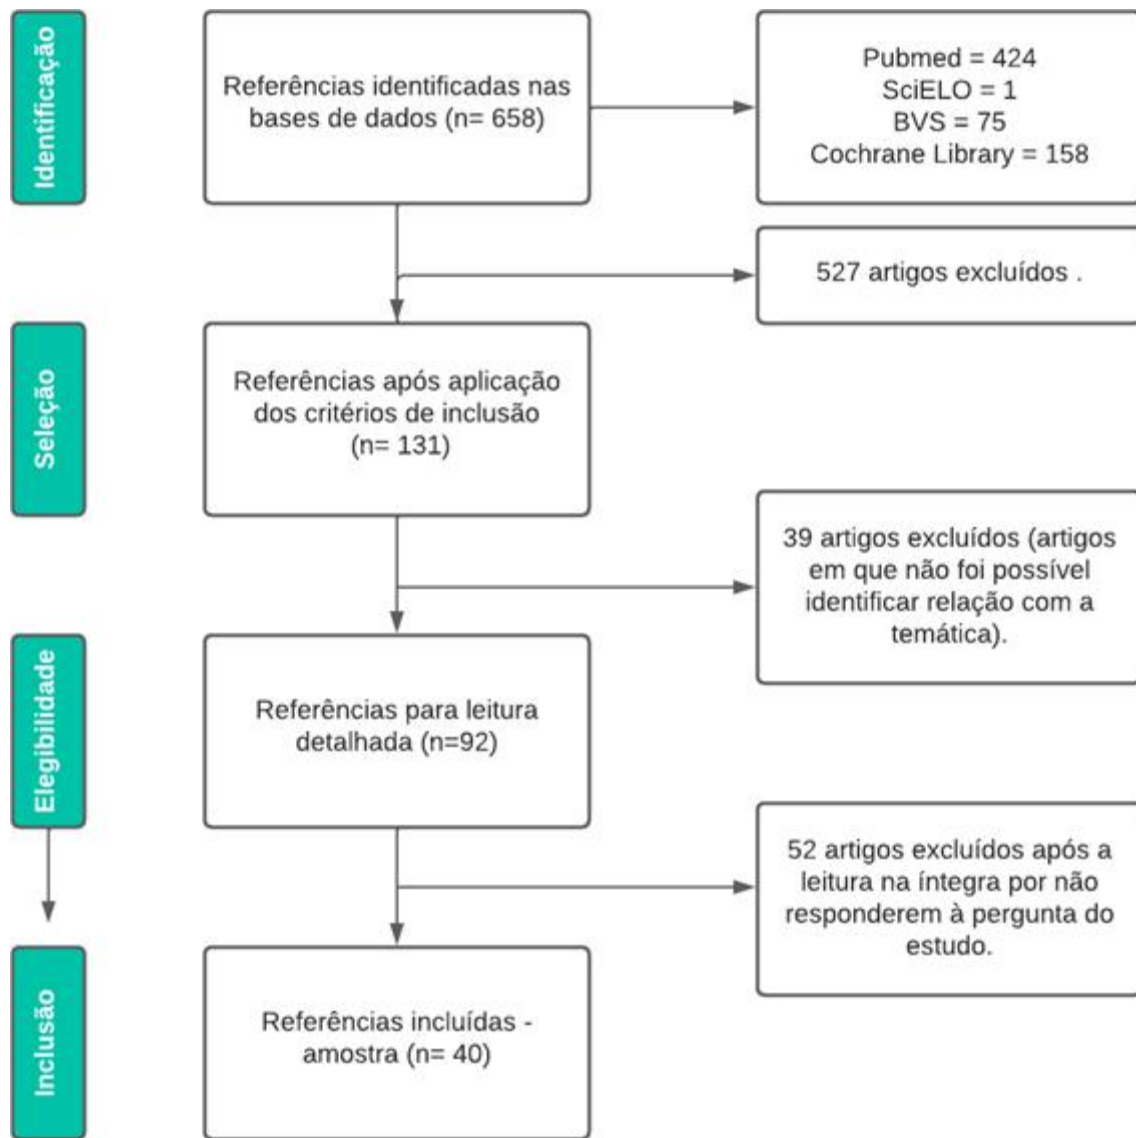 Identificação
Referências identificadas nas
bases de dados (n= 658)
Pubmed = 424
SciELO = 1
BVS = 75
Cochrane Library = 158
527 artigos excluídos .
Seleção
Referências após aplicação
dos critérios de inclusão
(n= 131)
39 artigos excluídos (artigos
em que não foi possível
identificar relação com a
temática).
Elegibilidade
Referências para leitura
detalhada (n=92)
52 artigos excluídos após a
leitura na íntegra por não
responderem à pergunta do
estudo.
Inclusão
Referências incluídas -
amostra (n= 40)